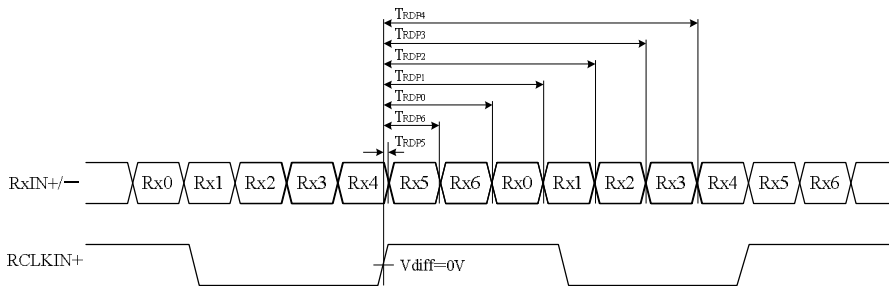 TRDP4
TRDP3
TRDP2
TRDP1
TRDP0
TRDP6
TRDP5
RxIN+/— Rx0 Rx1 Rx2 Rx3 Rx4 Rx5 Rx6 Rx0 Rx1 Rx2 Rx3 Rx4 Rx5 Rx6
RCLKIN+ Vdiff=0V